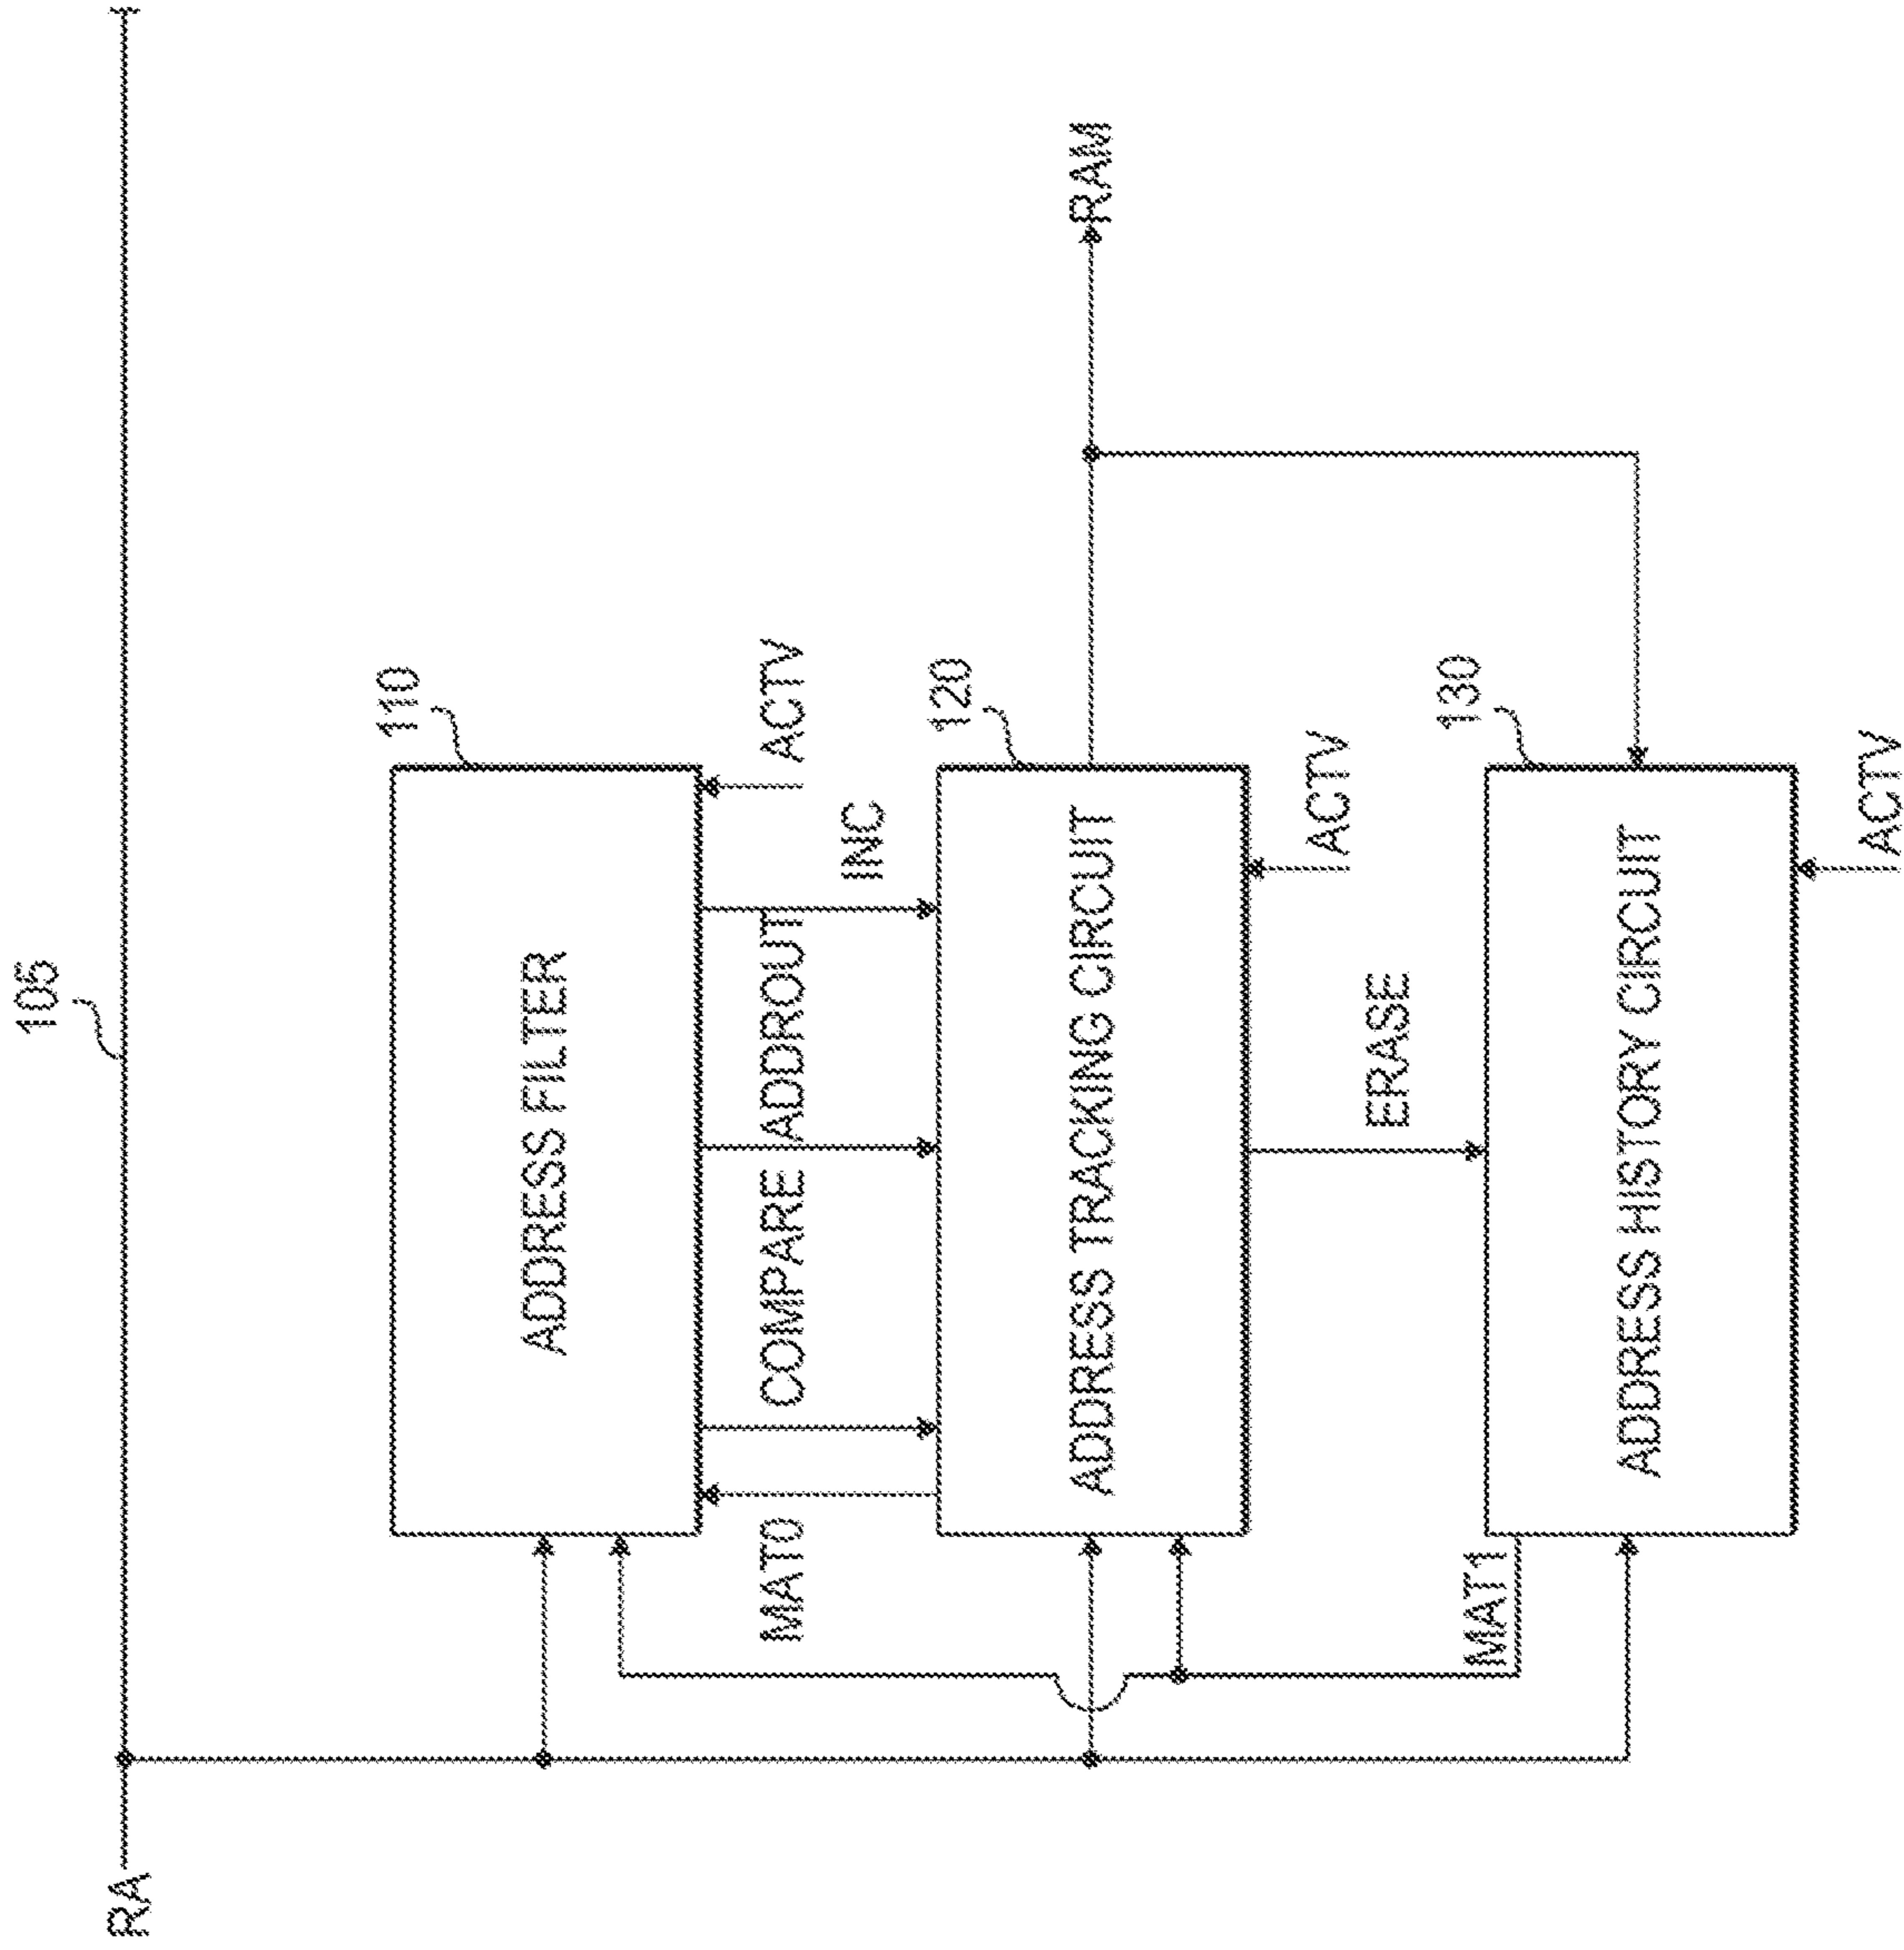 105
RA
110
ADDRESS FILTER
ACTV
MAT0
COMPARE
ADDROUT
INC
120
ADDRESS TRACKING CIRCUIT
RAM
ACTV
ERASE
MAT1
130
ADDRESS HISTORY CIRCUIT
ACTV